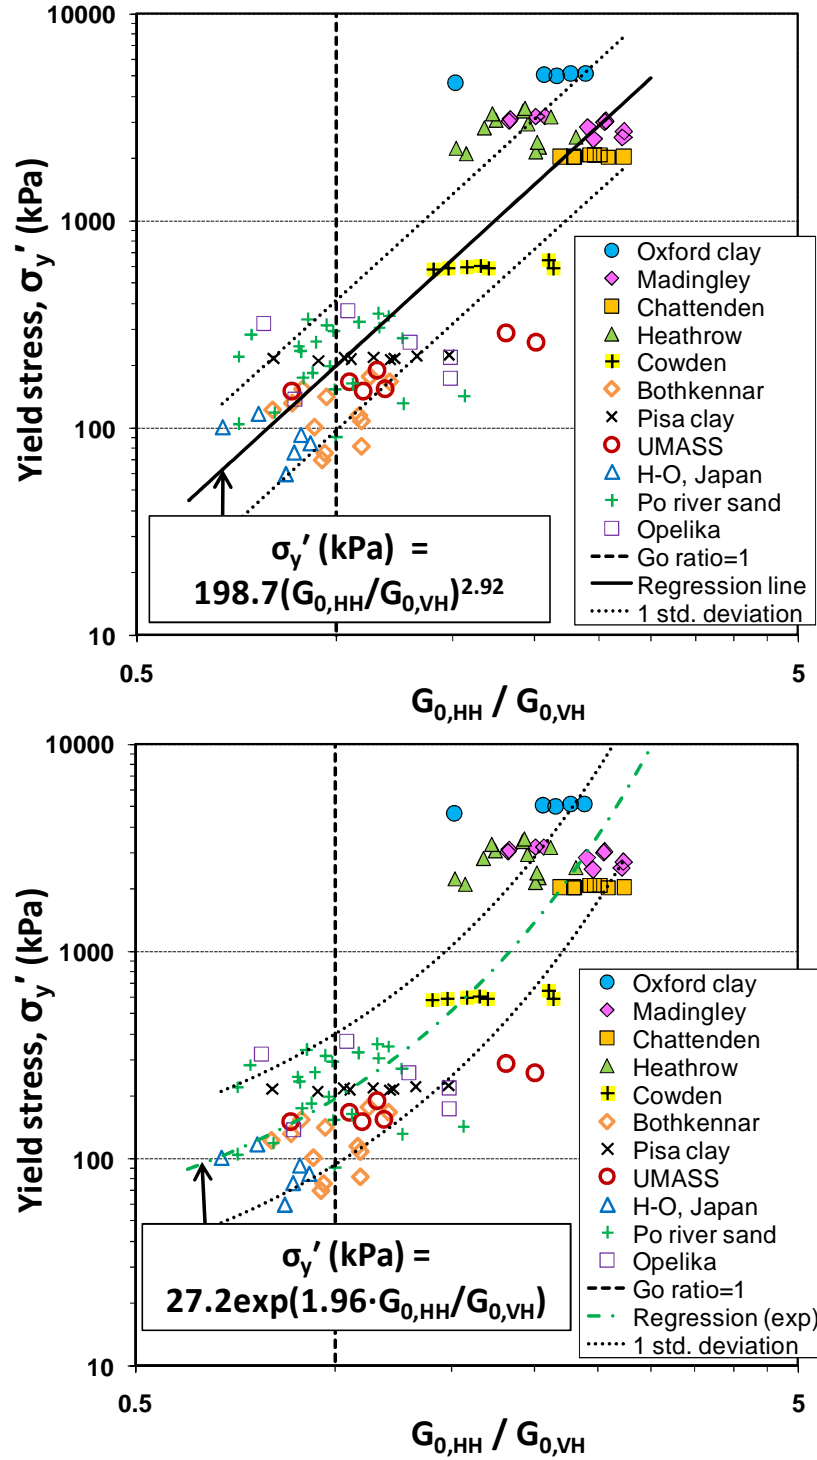 10000
1000
100
10
Yield stress, σy′ (kPa)
Oxford clay
Madingley
Chattenden
Heathrow
Cowden
Bothkennar
Pisa clay
UMASS
H-O, Japan
Po river sand
Opelika
Go ratio=1
Regression line
1 std. deviation
σy′ (kPa) =
198.7(G0,HH/G0,VH)2.92
0.5
5
G0,HH / G0,VH
10000
1000
100
10
Yield stress, σy′ (kPa)
Oxford clay
Madingley
Chattenden
Heathrow
Cowden
Bothkennar
Pisa clay
UMASS
H-O, Japan
Po river sand
Opelika
Go ratio=1
Regression (exp)
1 std. deviation
σy′ (kPa) =
27.2exp(1.96·G0,HH/G0,VH)
0.5
5
G0,HH / G0,VH